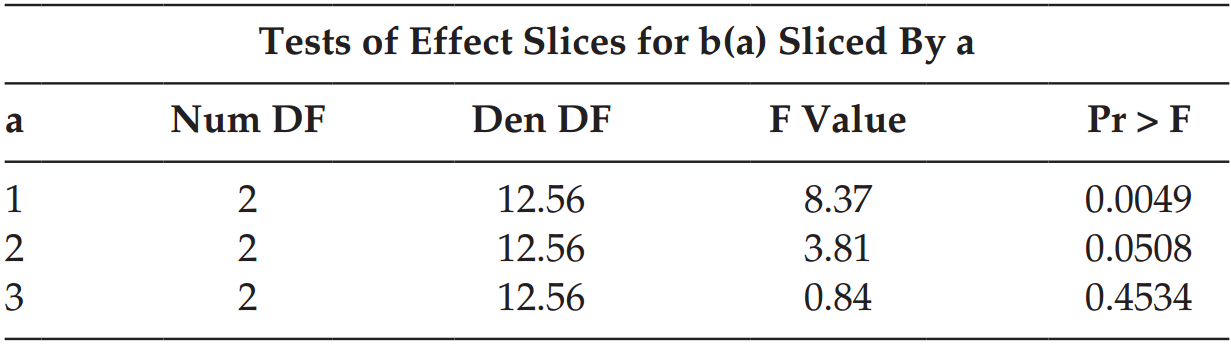 Tests of Effect Slices for b(a) Sliced By a
a Num DF Den DF F Value Pr > F
1 2 12.56 8.37 0.0049
2 2 12.56 3.81 0.0508
3 2 12.56 0.84 0.4534